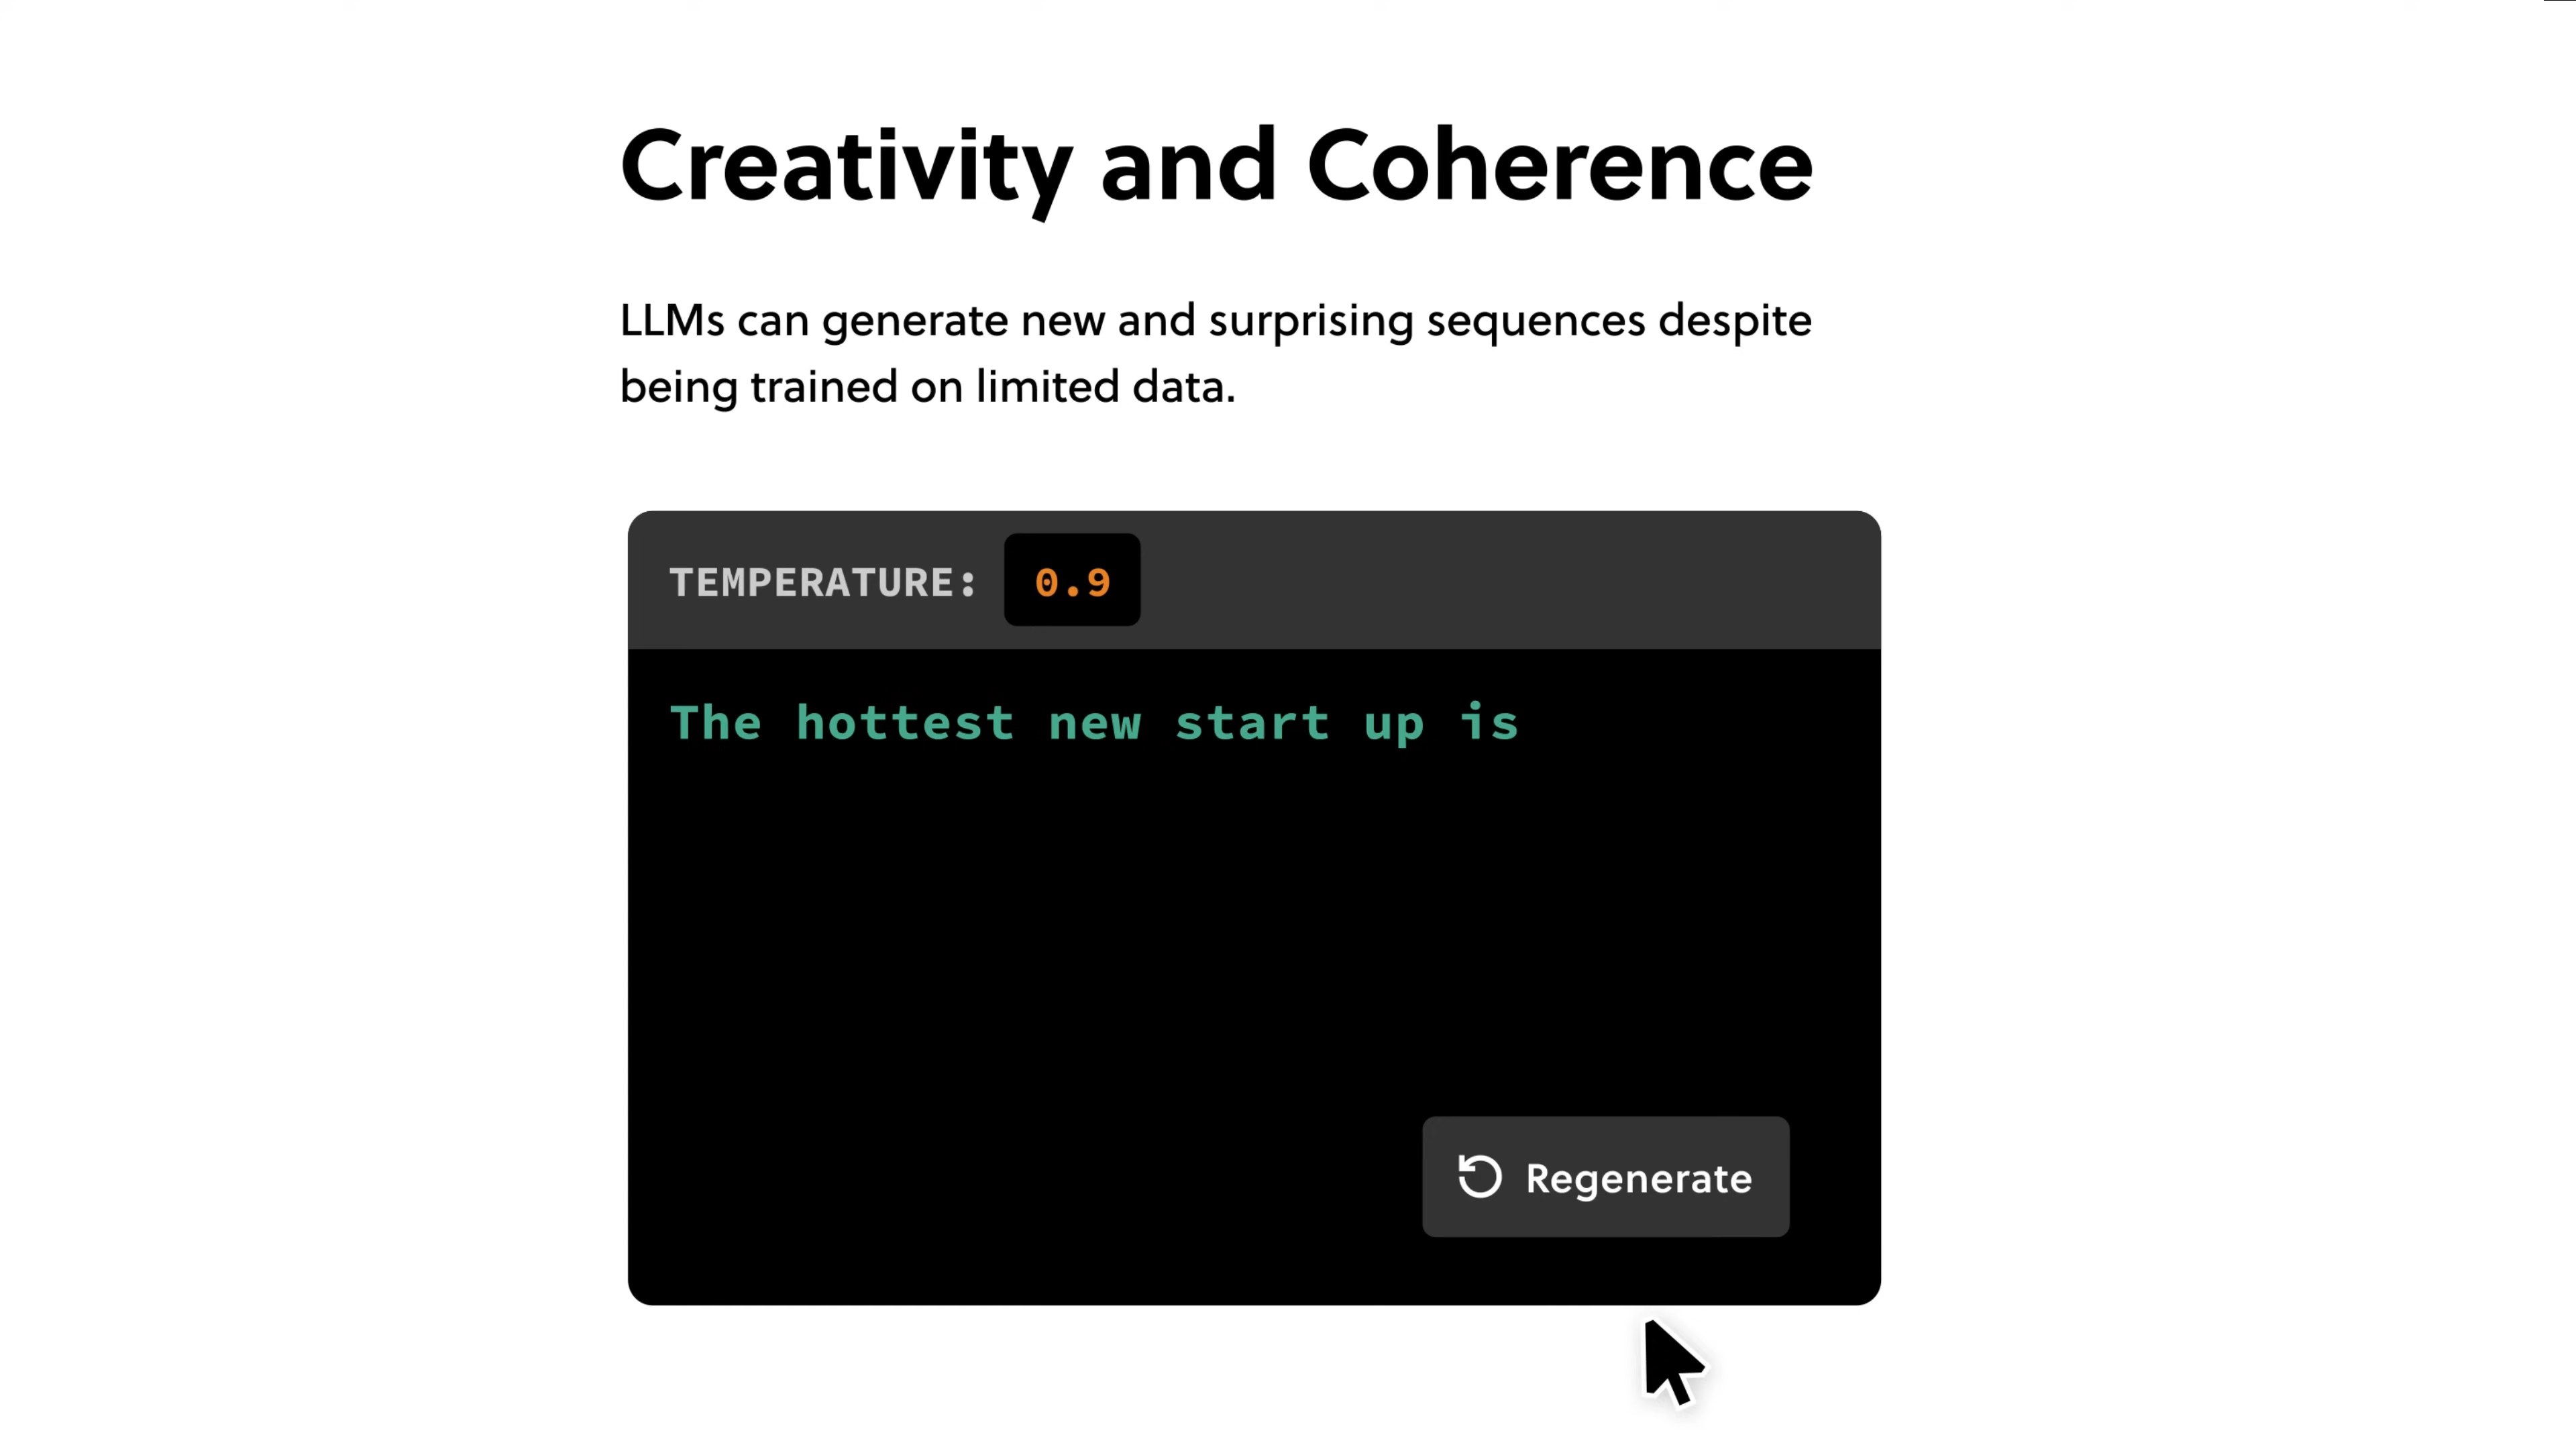 Creativity and Coherence
LLMs can generate new and surprising sequences despite
being trained on limited data.
TEMPERATURE: 0.9
The hottest new start up is
Regenerate